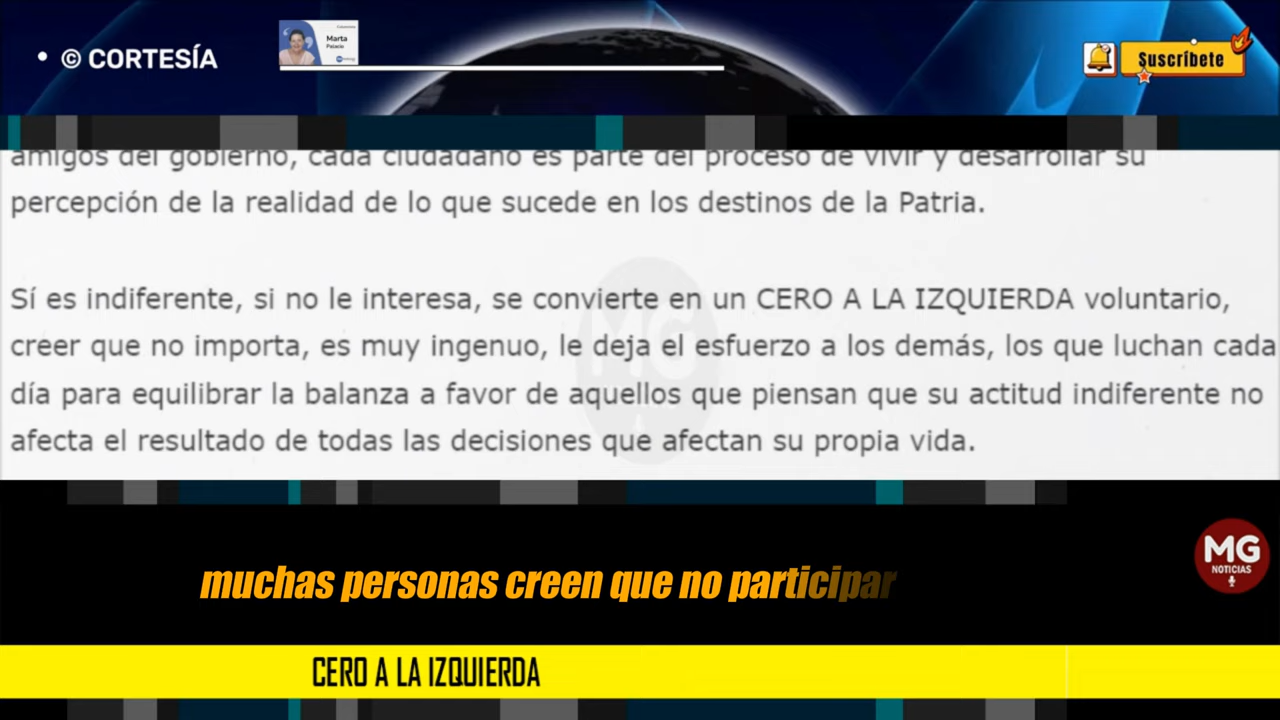 • © CORTESÍA
Marta
Palacio
Suscríbete
amigos del gobierno, cada ciudadano es parte del proceso de vivir y desarrollar su
percepción de la realidad de lo que sucede en los destinos de la Patria.
Sí es indiferente, si no le interesa, se convierte en un CERO A LA IZQUIERDA voluntario,
creer que no importa, es muy ingenuo, le deja el esfuerzo a los demás, los que luchan cada
día para equilibrar la balanza a favor de aquellos que piensan que su actitud indiferente no
afecta el resultado de todas las decisiones que afectan su propia vida.
MG
MG
NOTICIAS
muchas personas creen que no participar
CERO A LA IZQUIERDA